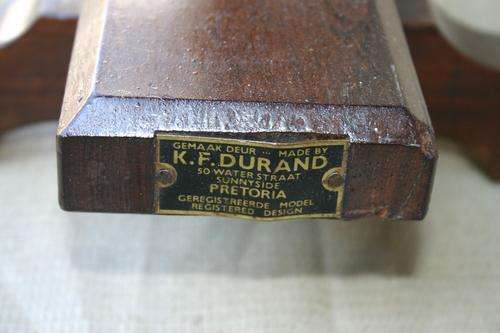 GEMAAK DEUR ... MADE BY
K.F. DURAND
50 WATER STRAAT
SUNNYSIDE
PRETORIA
GEREGISTREERDE MODEL
REGISTERED DESIGN